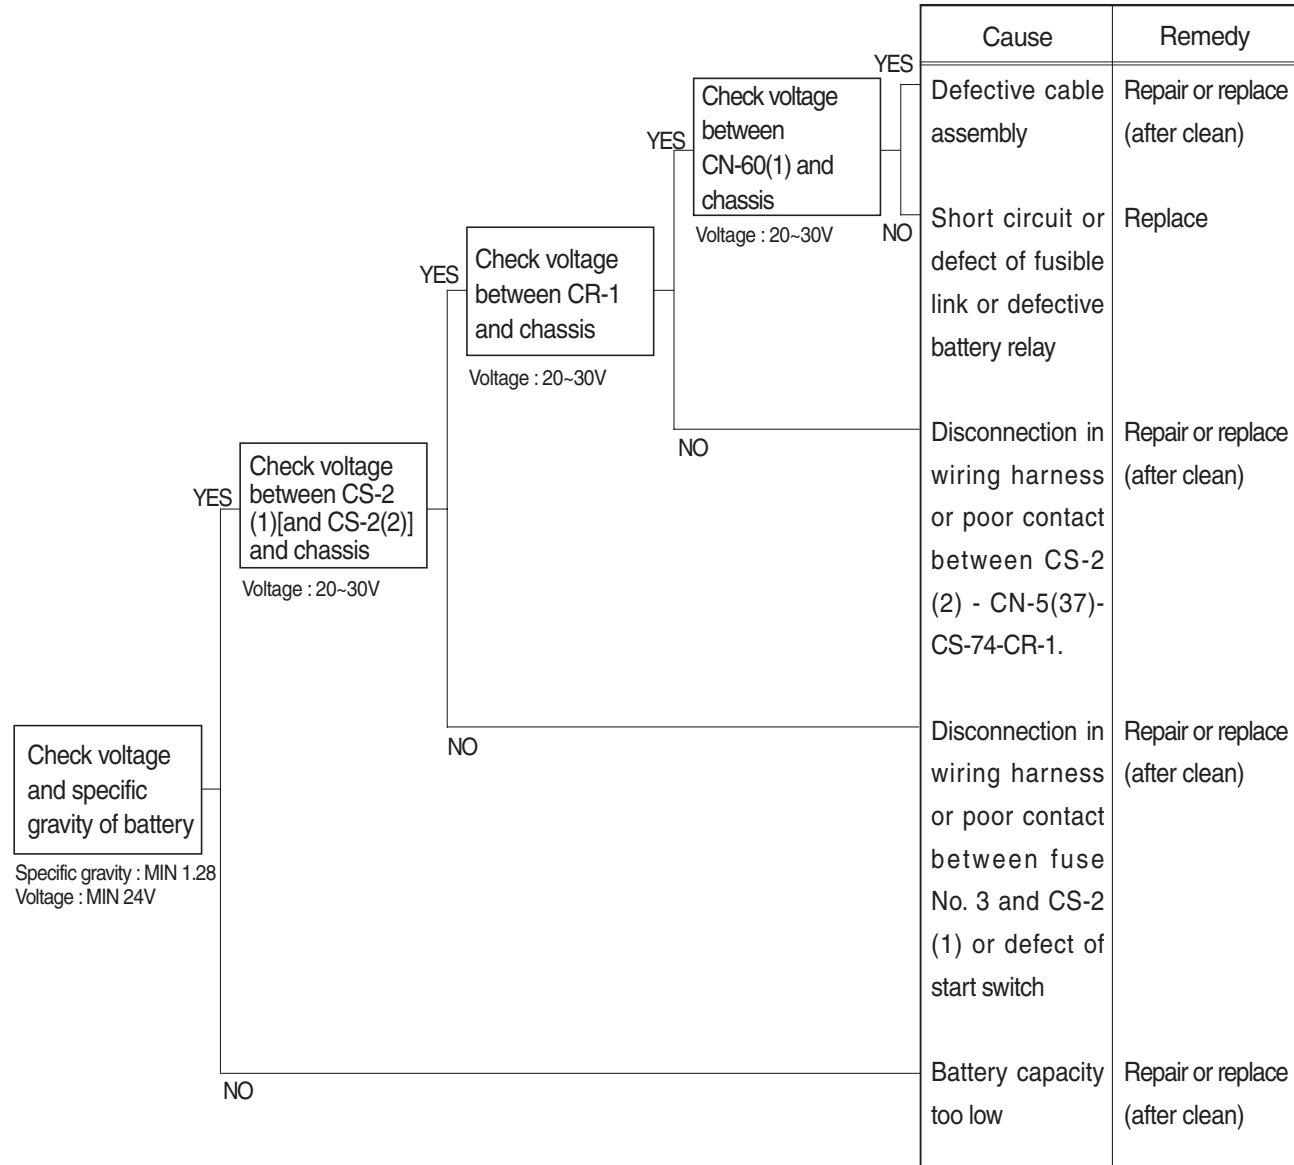 Cause
Remedy
YES
Check voltage
between
CN-60(1) and
chassis
Voltage : 20~30V
NO
Defective cable
assembly
Repair or replace
(after clean)
Short circuit or
defect of fusible
link or defective
battery relay
Replace
YES
Check voltage
between CR-1
and chassis
Voltage : 20~30V
NO
Disconnection in
wiring harness
or poor contact
between CS-2
(2) - CN-5(37)-
CS-74-CR-1.
Repair or replace
(after clean)
YES
Check voltage
between CS-2
(1)[and CS-2(2)]
and chassis
Voltage : 20~30V
NO
Disconnection in
wiring harness
or poor contact
between fuse
No. 3 and CS-2
(1) or defect of
start switch
Repair or replace
(after clean)
YES
Check voltage
and specific
gravity of battery
Specific gravity : MIN 1.28
Voltage : MIN 24V
NO
Battery capacity
too low
Repair or replace
(after clean)